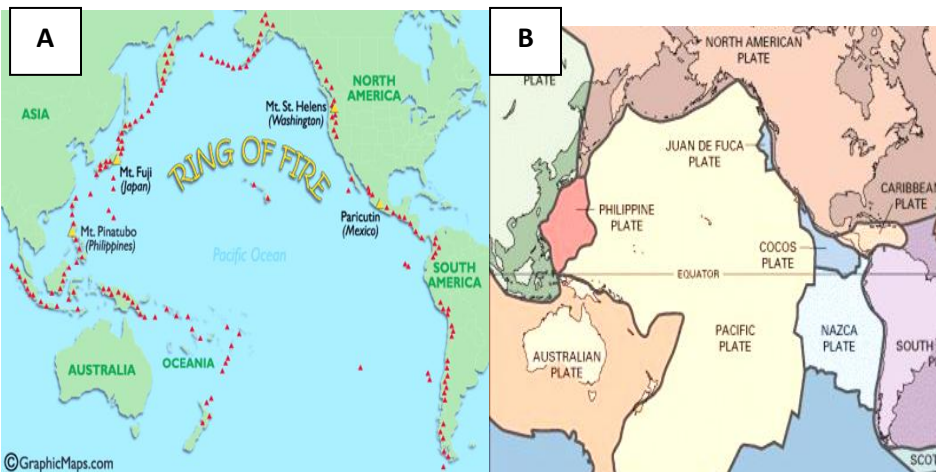 A
ASIA
NORTH
AMERICA
Mt. St. Helens
(Washington)
RING OF FIRE
Mt. Fuji
(Japan)
Mt. Pinatubo
(Philippines)
Paricutin
(Mexico)
Pacific Ocean
SOUTH
AMERICA
AUSTRALIA
OCEANIA
©GraphicMaps.com
B
NORTH AMERICAN
PLATE
PLATE
JUAN DE FUCA
PLATE
CARIBBEAN
PLATE
PHILIPPINE
PLATE
COCOS
PLATE
EQUATOR
PACIFIC
PLATE
NAZCA
PLATE
SOUTH
AUSTRALIAN
PLATE
SCOT